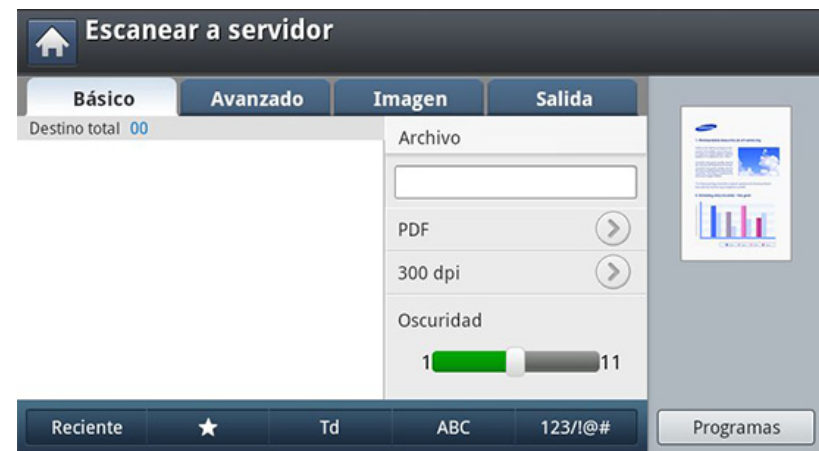 Escanear a servidor
Básico Avanzado Imagen Salida
Destino total 00
Archivo
PDF
300 dpi
Oscuridad
1 11
Reciente ★ Td ABC 123/!@# Programas